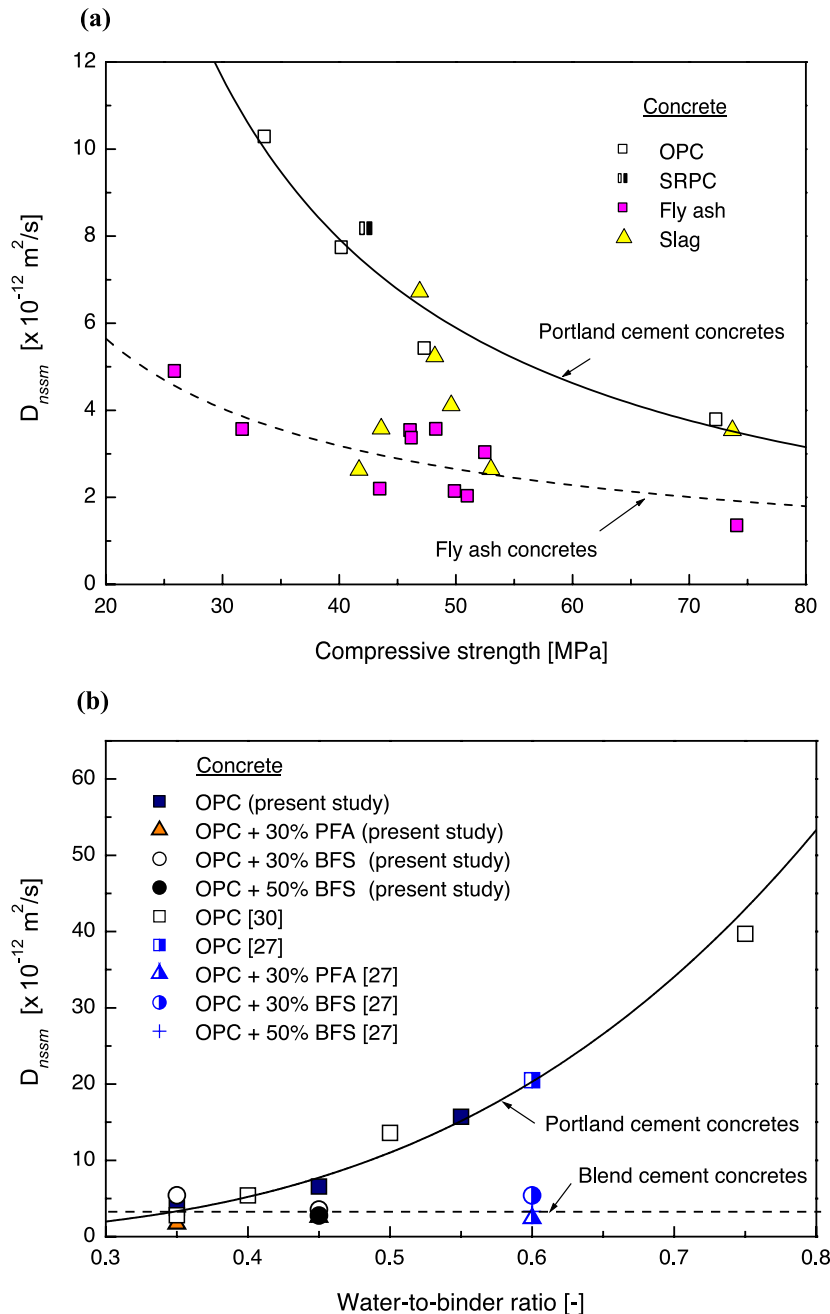 (a)
12
10
8
6
4
2
0
D_nssm [x 10^-12 m^2/s]
Concrete
OPC
SRPC
Fly ash
Slag
Portland cement concretes
Fly ash concretes
20 30 40 50 60 70 80
Compressive strength [MPa]
(b)
60
50
40
30
20
10
0
D_nssm [x 10^-12 m^2/s]
Concrete
OPC (present study)
OPC + 30% PFA (present study)
OPC + 30% BFS (present study)
OPC + 50% BFS (present study)
OPC [30]
OPC [27]
OPC + 30% PFA [27]
OPC + 30% BFS [27]
OPC + 50% BFS [27]
Portland cement concretes
Blend cement concretes
0.3 0.4 0.5 0.6 0.7 0.8
Water-to-binder ratio [-]